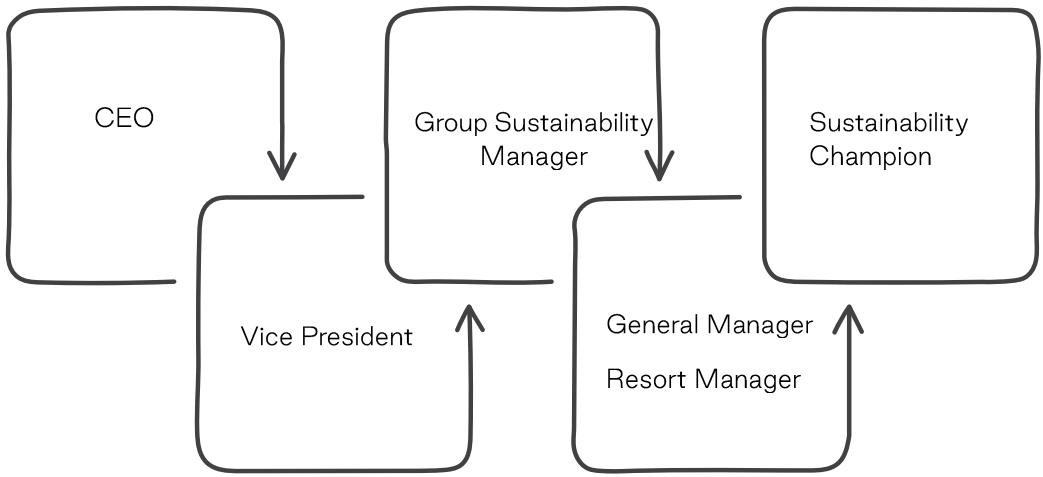 CEO
Vice President
Group Sustainability
Manager
General Manager
Resort Manager
Sustainability
Champion